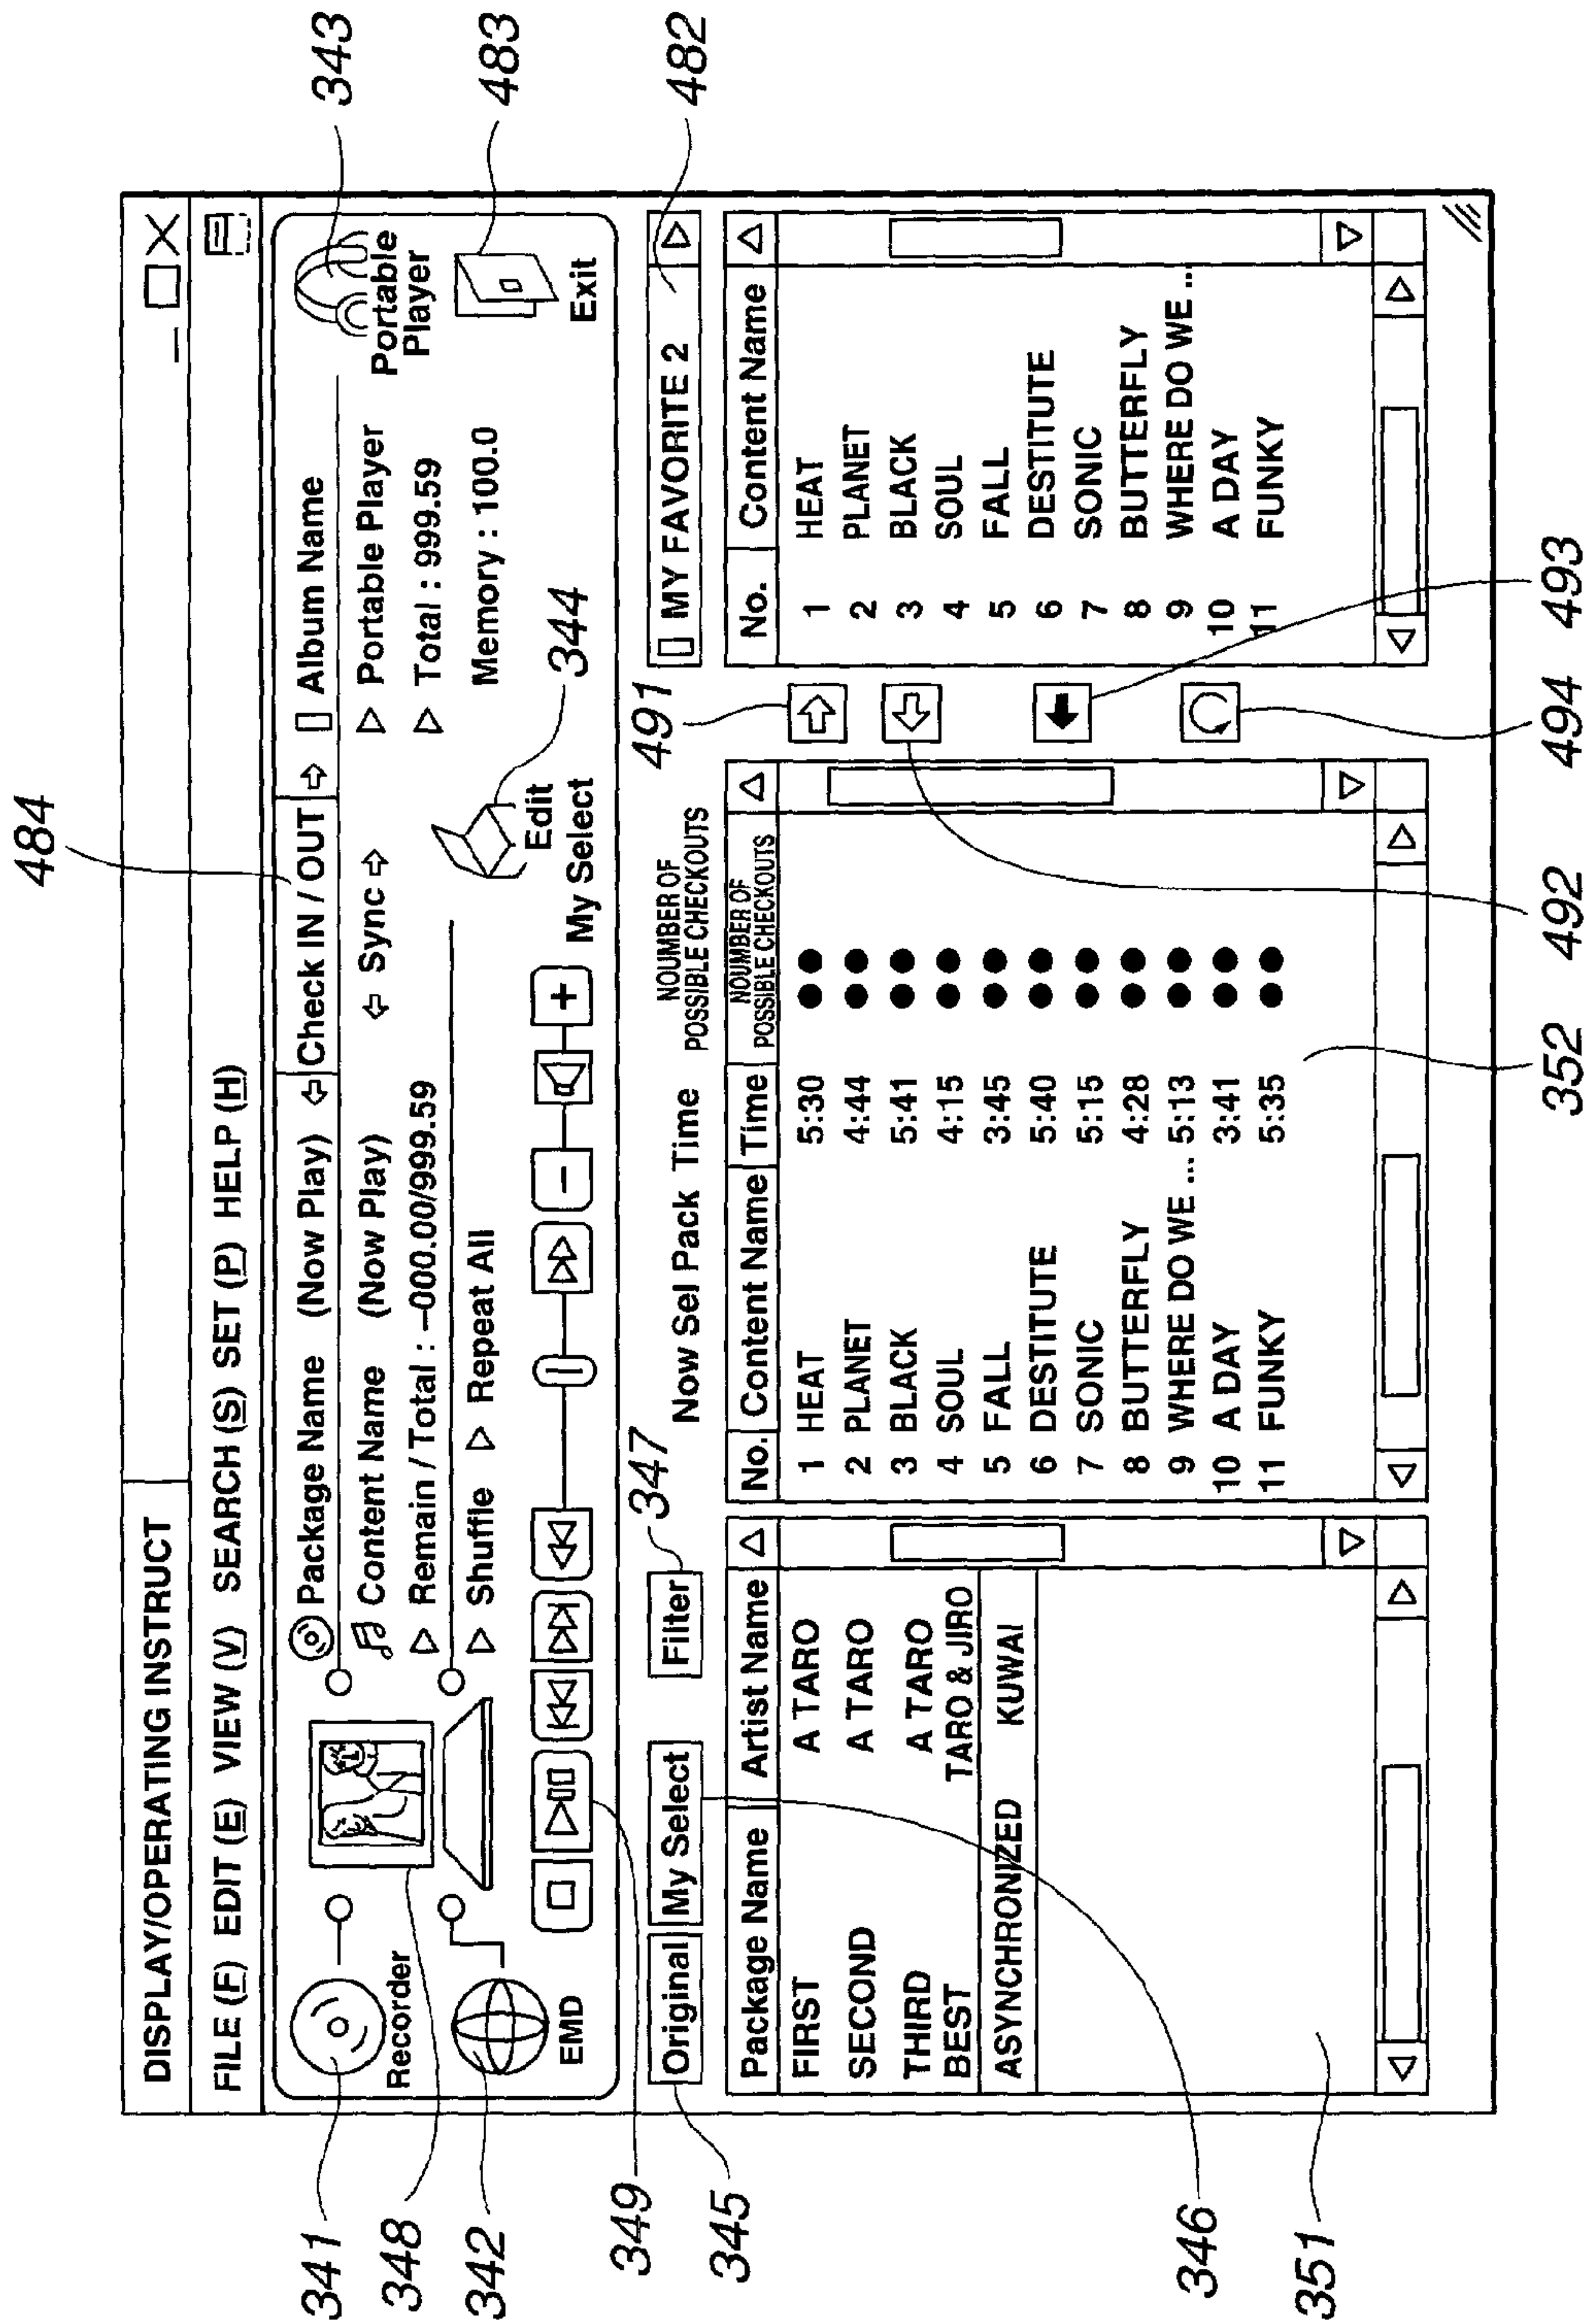 484
343
483
482
DISPLAY/OPERATING INSTRUCT
FILE (F) EDIT (E) VIEW (V) SEARCH (S) SET (P) HELP (H)
Package Name (Now Play) Check IN / OUT Album Name
Content Name (Now Play) Sync Portable Player
Remain / Total : –000.00/999.59 Total : 999.59
Shuffle Repeat All Memory : 100.0
Recorder
EMD
Portable
Player
Exit
Edit
My Select
344
341
348
342
349
345
346
351
347
491
Original My Select Filter
Now Sel Pack Time
NOUMBER OF
POSSIBLE CHECKOUTS
MY FAVORITE 2
Package Name Artist Name
FIRST A TARO
SECOND A TARO
THIRD A TARO
BEST TARO & JIRO
ASYNCHRONIZED KUWAI
No. Content Name Time NOUMBER OF
POSSIBLE CHECKOUTS
1 HEAT 5:30
2 PLANET 4:44
3 BLACK 5:41
4 SOUL 4:15
5 FALL 3:45
6 DESTITUTE 5:40
7 SONIC 5:15
8 BUTTERFLY 4:28
9 WHERE DO WE ... 5:13
10 A DAY 3:41
11 FUNKY 5:35
No. Content Name
1 HEAT
2 PLANET
3 BLACK
4 SOUL
5 FALL
6 DESTITUTE
7 SONIC
8 BUTTERFLY
9 WHERE DO WE ...
10 A DAY
11 FUNKY
352
492
494
493